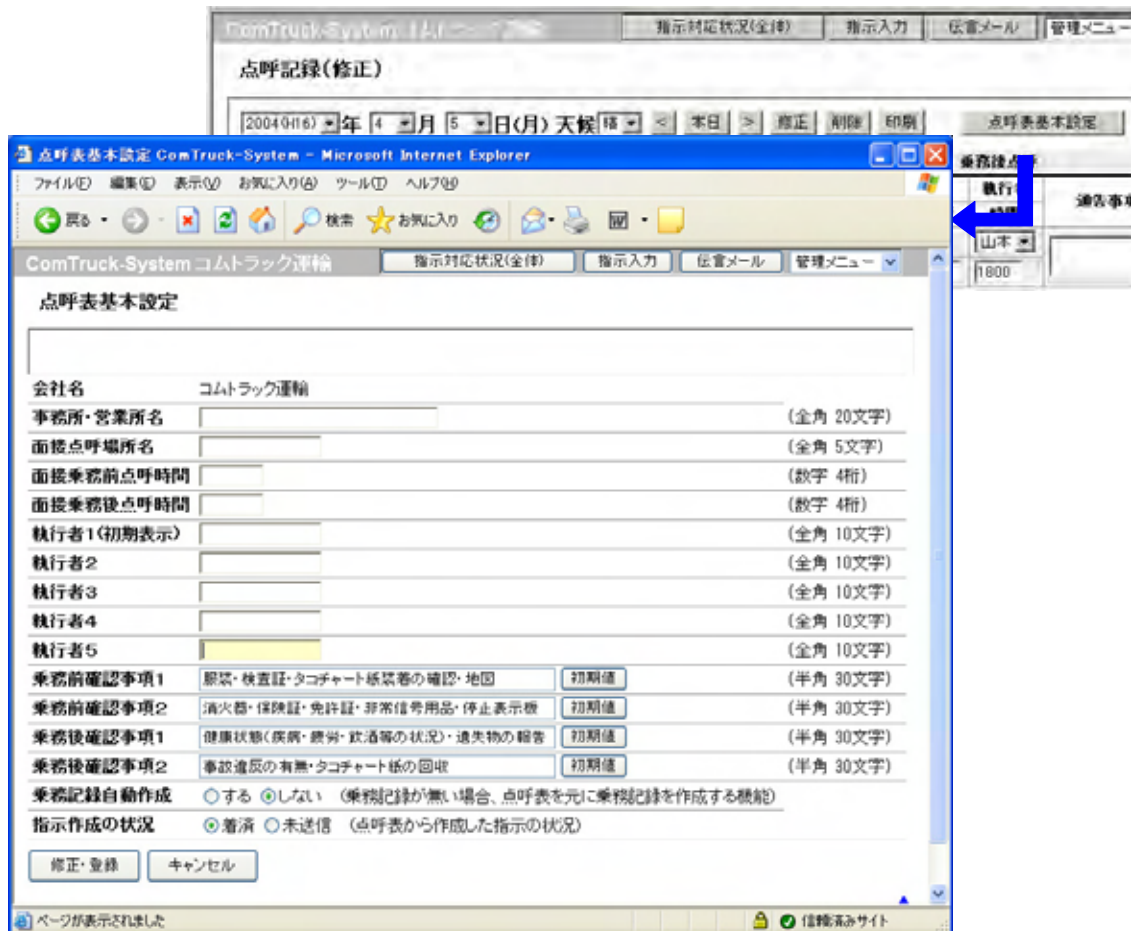 ComTruck-System コムトラック運輸 指示対応状況(全体) 指示入力 伝言メール 管理メニュー
点呼記録(修正)
2004(H16) 年 4 月 5 日(月) 天候 晴 < 本日 > 修正 削除 印刷 点呼表基本設定
乗務後点
執行
通告事項
山本
1800
点呼表基本設定 ComTruck-System - Microsoft Internet Explorer
ファイル(F) 編集(E) 表示(V) お気に入り(A) ツール(T) ヘルプ(H)
戻る 検索 お気に入り
ComTruck-System コムトラック運輸 指示対応状況(全体) 指示入力 伝言メール 管理メニュー
点呼表基本設定
会社名 コムトラック運輸
事務所・営業所名 (全角 20文字)
面接点呼場所名 (全角 5文字)
面接乗務前点呼時間 (数字 4桁)
面接乗務後点呼時間 (数字 4桁)
執行者1(初期表示) (全角 10文字)
執行者2 (全角 10文字)
執行者3 (全角 10文字)
執行者4 (全角 10文字)
執行者5 (全角 10文字)
乗務前確認事項1 服装・検査証・タコチャート紙装着の確認・地図 初期値 (半角 30文字)
乗務前確認事項2 消火器・保険証・免許証・非常信号用品・停止表示板 初期値 (半角 30文字)
乗務後確認事項1 健康状態(疾病・疲労・飲酒等の状況)・遺失物の報告 初期値 (半角 30文字)
乗務後確認事項2 事故違反の有無・タコチャート紙の回収 初期値 (半角 30文字)
乗務記録自動作成 する しない (乗務記録が無い場合、点呼表を元に乗務記録を作成する機能)
指示作成の状況 着済 未送信 (点呼表から作成した指示の状況)
修正・登録 キャンセル
ページが表示されました 信頼済みサイト